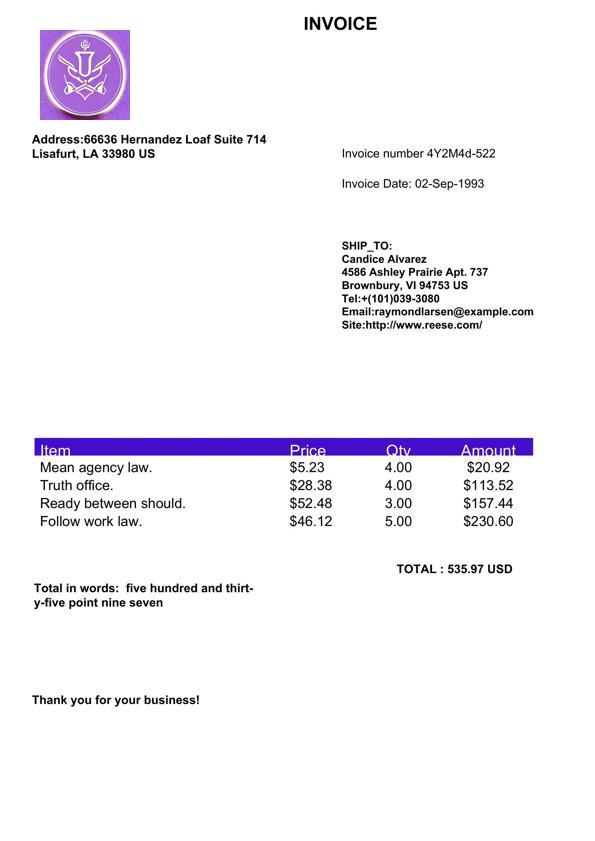 INVOICE
Address:66636 Hernandez Loaf Suite 714
Lisafurt, LA 33980 US
Invoice number 4Y2M4d-522
Invoice Date: 02-Sep-1993
SHIP_TO:
Candice Alvarez
4586 Ashley Prairie Apt. 737
Brownbury, VI 94753 US
Tel:+(101)039-3080
Email:raymondlarsen@example.com
Site:http://www.reese.com/
Item Price Qty Amount
Mean agency law. $5.23 4.00 $20.92
Truth office. $28.38 4.00 $113.52
Ready between should. $52.48 3.00 $157.44
Follow work law. $46.12 5.00 $230.60
TOTAL : 535.97 USD
Total in words: five hundred and thirt-
y-five point nine seven
Thank you for your business!